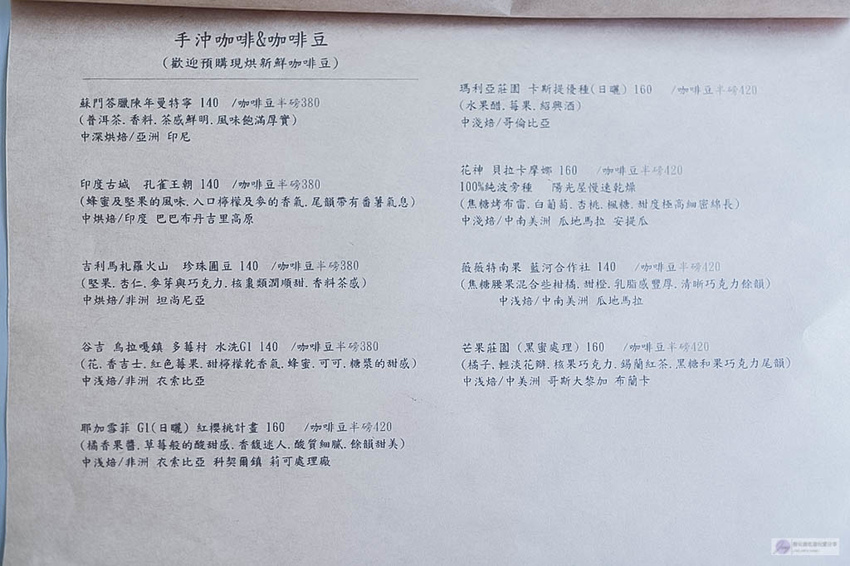 手沖咖啡&咖啡豆
(歡迎預購現烘新鮮咖啡豆)
蘇門答臘陳年曼特寧 140 /咖啡豆半磅380
(普洱茶.香料.茶感鮮明.風味飽滿厚實)
中深烘焙/亞洲 印尼
印度古城 孔雀王朝 140 /咖啡豆半磅380
(蜂蜜及堅果的風味.入口檸檬及麥的香氣.尾韻帶有番薯氣息)
中烘焙/印度 巴巴布丹吉里高原
吉利馬札羅火山 珍珠圓豆 140 /咖啡豆半磅380
(堅果.杏仁.麥芽與巧克力.核棗類潤順甜.香料茶感)
中烘焙/非洲 坦尚尼亞
谷吉 烏拉嘎鎮 多莓村 水洗G1 140 /咖啡豆半磅380
(花.香吉士.紅色莓果.甜檸檬乾香氣.蜂蜜.可可.糖漿的甜感)
中浅焙/非洲 衣索比亞
耶加雪菲 G1(日曬) 紅櫻桃計畫 160 /咖啡豆半磅420
(橘香果醬.草莓般的酸甜感.香馥迷人.酸質細膩.餘韻甜美)
中浅焙/非洲 衣索比亞 科契爾鎮 莉可處理廠
瑪利亞莊園 卡斯提優種(日曬) 160 /咖啡豆半磅420
(水果醋.莓果.紹興酒)
中淺焙/哥倫比亞
花神 貝拉卡摩娜 160 /咖啡豆半磅420
100%純波旁種 陽光屋慢速乾燥
(焦糖烤布雷.白葡萄.杏桃.楓糖.甜度極高細密綿長)
中淺焙/中南美洲 瓜地馬拉 安提瓜
薇薇特南果 藍河合作社 140 /咖啡豆半磅420
(焦糖腰果混合些柑橘.甜橙.乳脂感豐厚.清晰巧克力餘韻)
中浅焙/中南美洲 瓜地馬拉
芒果莊園 (黑蜜處理) 160 /咖啡豆半磅420
(橘子.輕淡花瓣.核果巧克力.錫蘭紅茶.黑糖和果巧克力尾韻)
中浅焙/中美洲 哥斯大黎加 布蘭卡